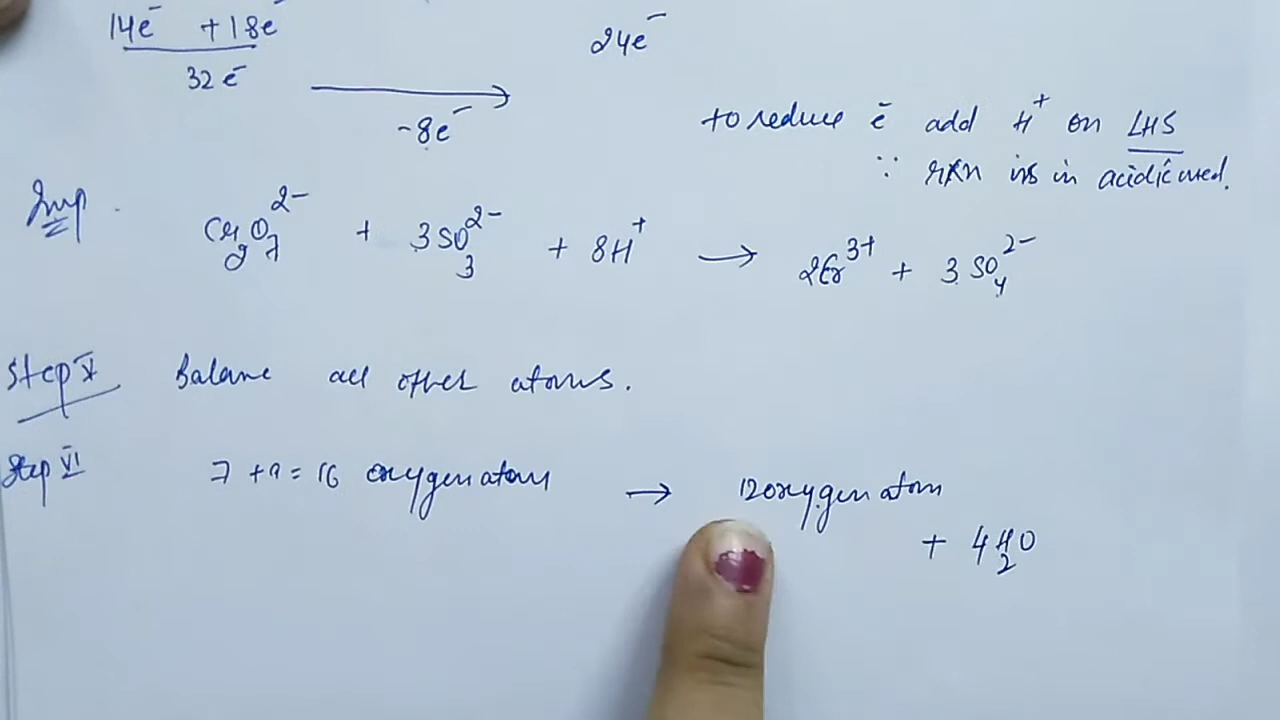 14e⁻ + 18e⁻
32 e⁻
24e⁻
-8e⁻
to reduce e⁻ add H⁺ on LHS
∵ rxn is in acidic med.
Imp.
Cr₂O₇²⁻ + 3SO₃²⁻ + 8H⁺ → 2Cr³⁺ + 3SO₄²⁻
Step V Balance all other atoms.
Step VI 7 + 9 = 16 oxygen atoms → 12 oxygen atom
+ 4H₂O